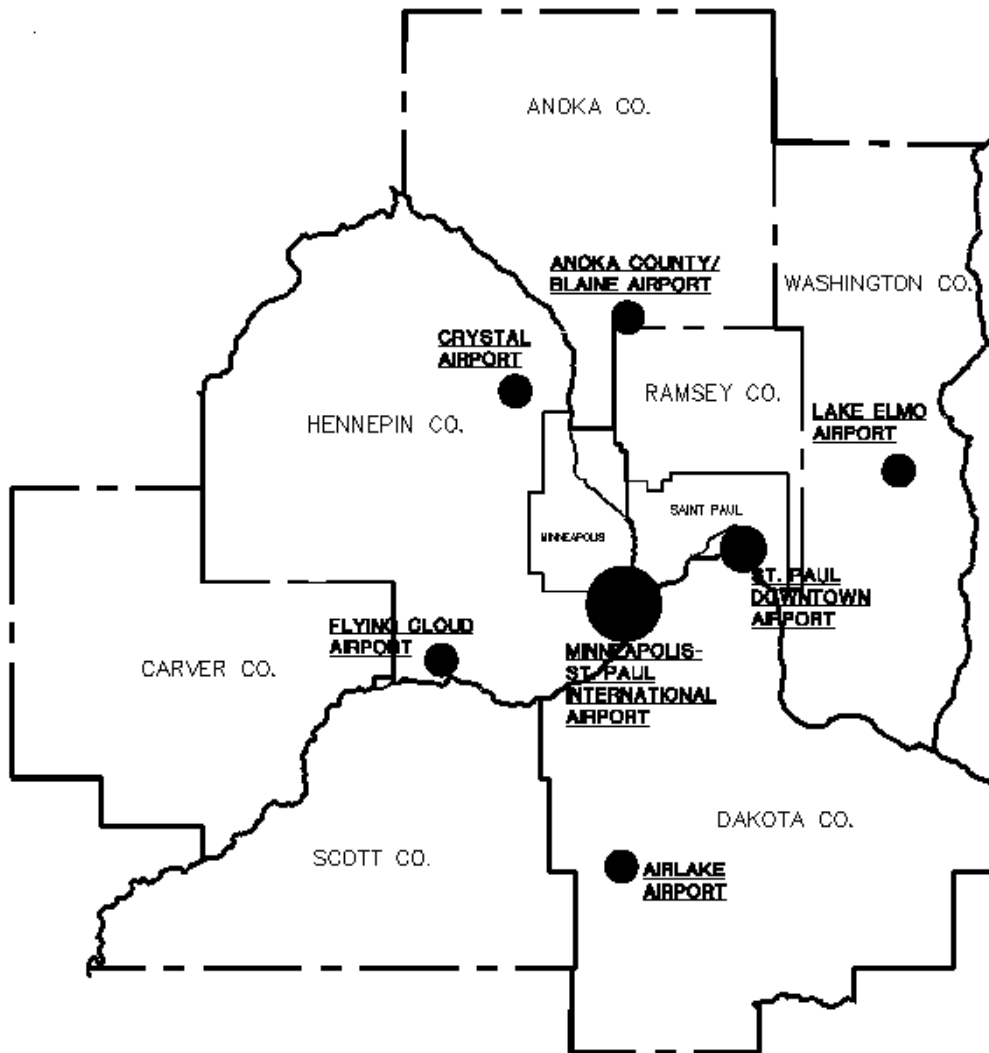 ANOKA CO.
ANOKA COUNTY/
BLAINE AIRPORT
WASHINGTON CO.
CRYSTAL
AIRPORT
RAMSEY CO.
HENNEPIN CO.
LAKE ELMO
AIRPORT
SAINT PAUL
MINNEAPOLIS
ST. PAUL
DOWNTOWN
AIRPORT
FLYING CLOUD
AIRPORT
MINNEAPOLIS-
ST. PAUL
INTERNATIONAL
AIRPORT
CARVER CO.
DAKOTA CO.
SCOTT CO.
AIRLAKE
AIRPORT